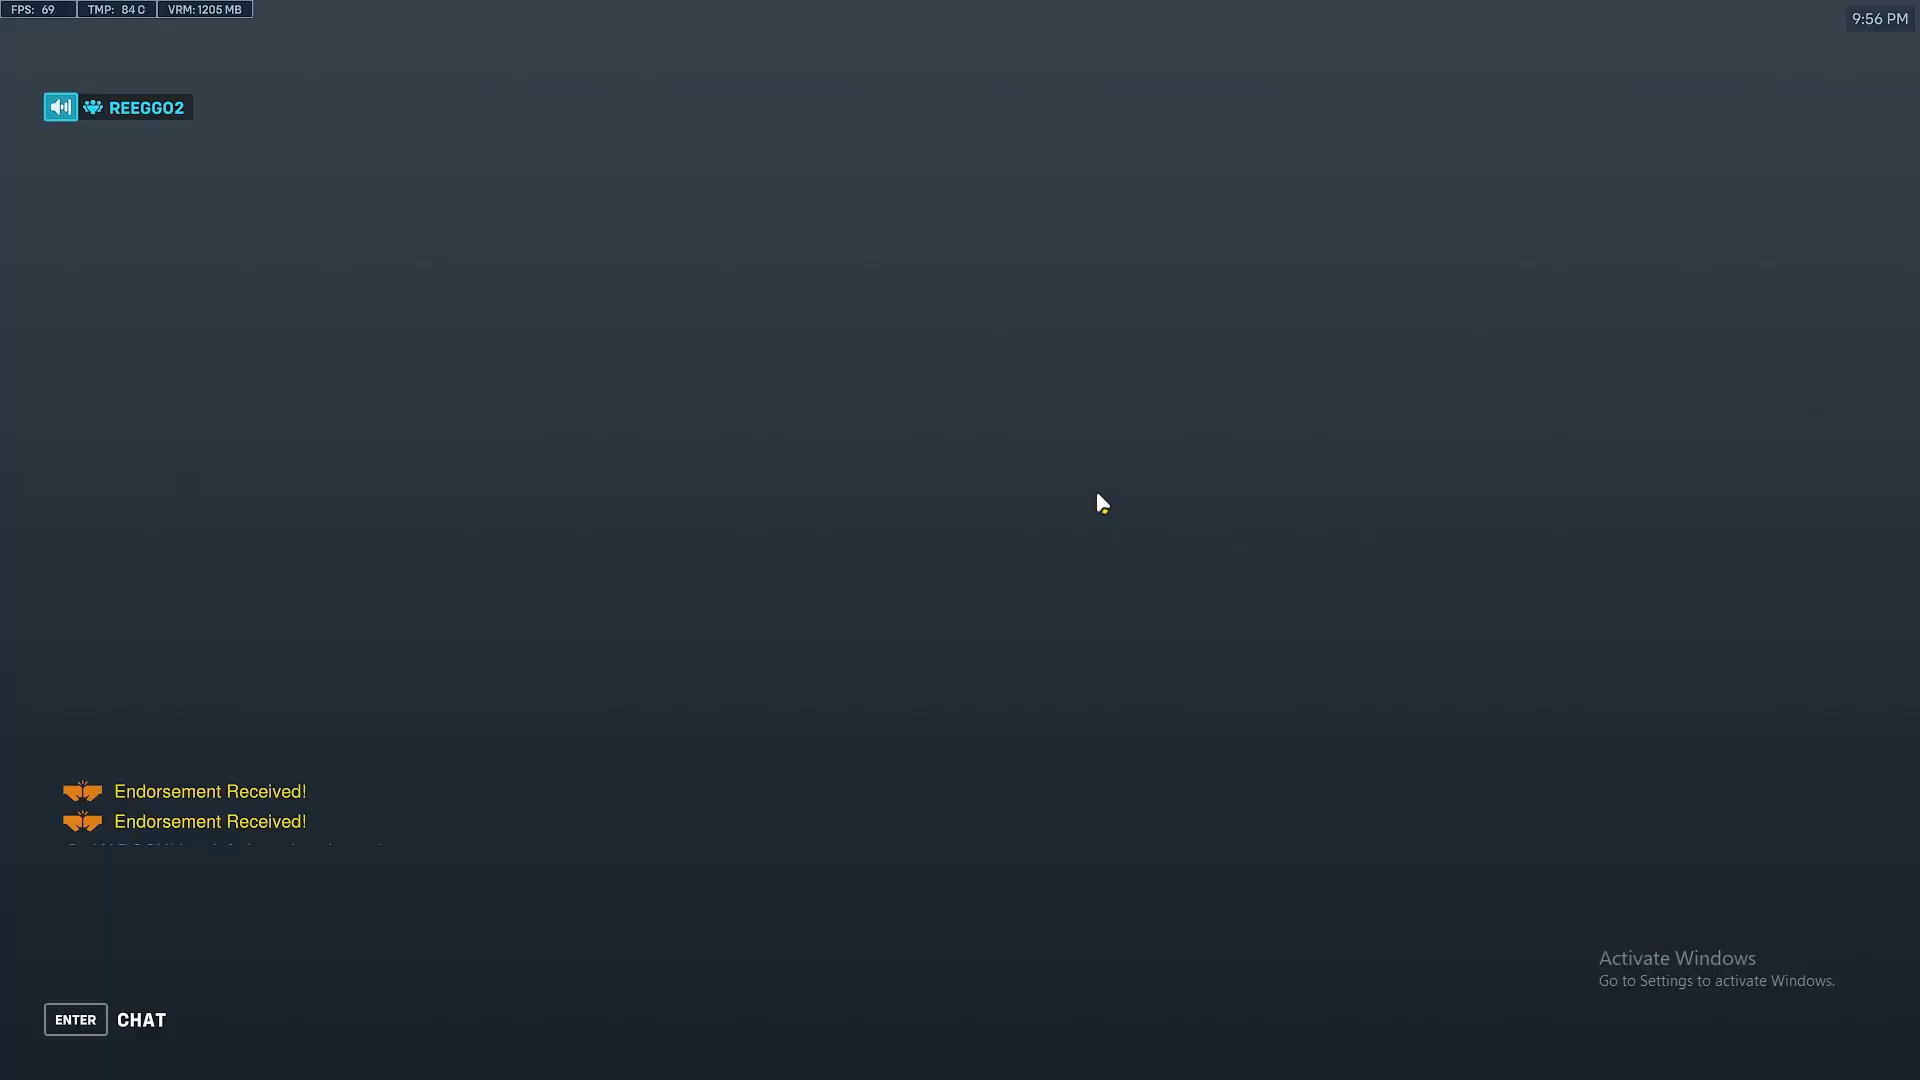 FPS: 69 TMP: 84 C VRM: 1205 MB
9:56 PM
REEGGO2
Endorsement Received!
Endorsement Received!
Activate Windows
Go to Settings to activate Windows.
ENTER CHAT